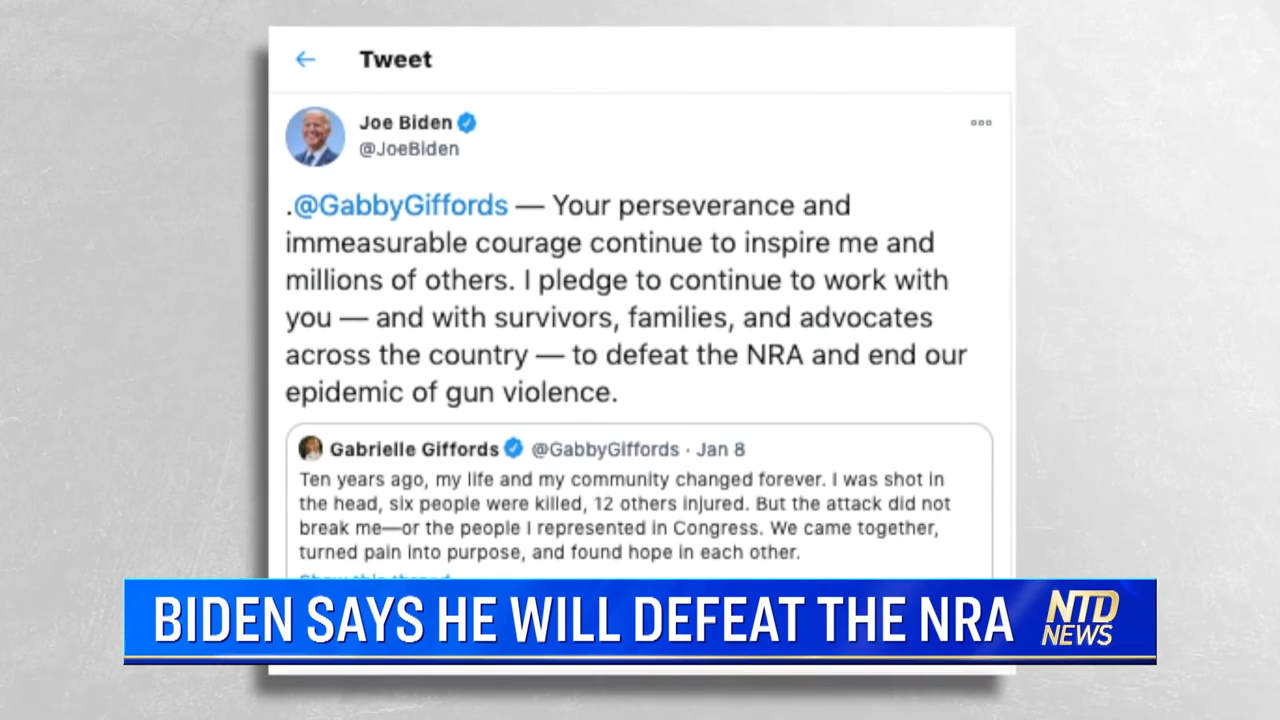 Tweet
Joe Biden
@JoeBiden
.@GabbyGiffords — Your perseverance and
immeasurable courage continue to inspire me and
millions of others. I pledge to continue to work with
you — and with survivors, families, and advocates
across the country — to defeat the NRA and end our
epidemic of gun violence.
Gabrielle Giffords @GabbyGiffords · Jan 8
Ten years ago, my life and my community changed forever. I was shot in
the head, six people were killed, 12 others injured. But the attack did not
break me—or the people I represented in Congress. We came together,
turned pain into purpose, and found hope in each other.
Show this thread
BIDEN SAYS HE WILL DEFEAT THE NRA
NTD
NEWS